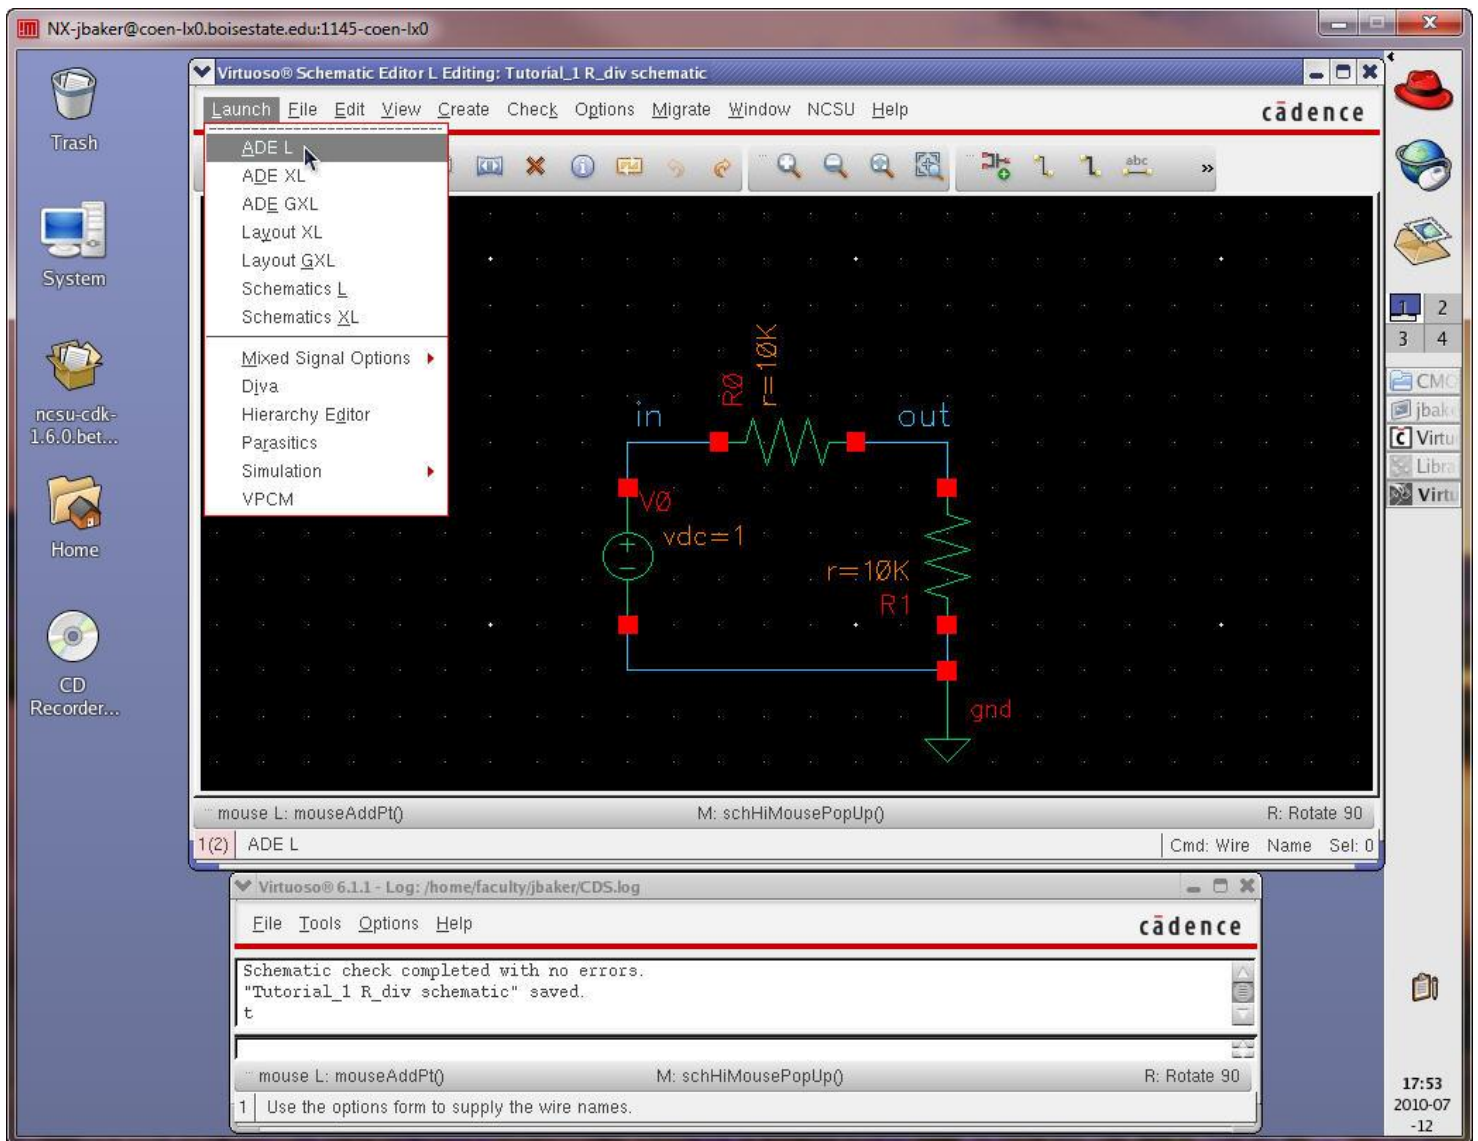 NX-jbaker@coen-lx0.boisestate.edu:1145-coen-lx0
Trash
System
ncsu-cdk-
1.6.0.bet...
Home
CD
Recorder...
Virtuoso® Schematic Editor L Editing: Tutorial_1 R_div schematic
Launch File Edit View Create Check Options Migrate Window NCSU Help
cādence
ADE L
ADE XL
ADE GXL
Layout XL
Layout GXL
Schematics L
Schematics XL
Mixed Signal Options
Diva
Hierarchy Editor
Parasitics
Simulation
VPCM
abc
»
R0
r=10K
in
out
V0
vdc=1
r=10K
R1
gnd
mouse L: mouseAddPt() M: schHiMousePopUp() R: Rotate 90
1(2) ADE L Cmd: Wire Name Sel: 0
Virtuoso® 6.1.1 - Log: /home/faculty/jbaker/CDS.log
File Tools Options Help
cādence
Schematic check completed with no errors.
"Tutorial_1 R_div schematic" saved.
t
mouse L: mouseAddPt() M: schHiMousePopUp() R: Rotate 90
1 Use the options form to supply the wire names.
1 2
3 4
CMO
jbak
Virtu
Libra
Virtu
17:53
2010-07
-12